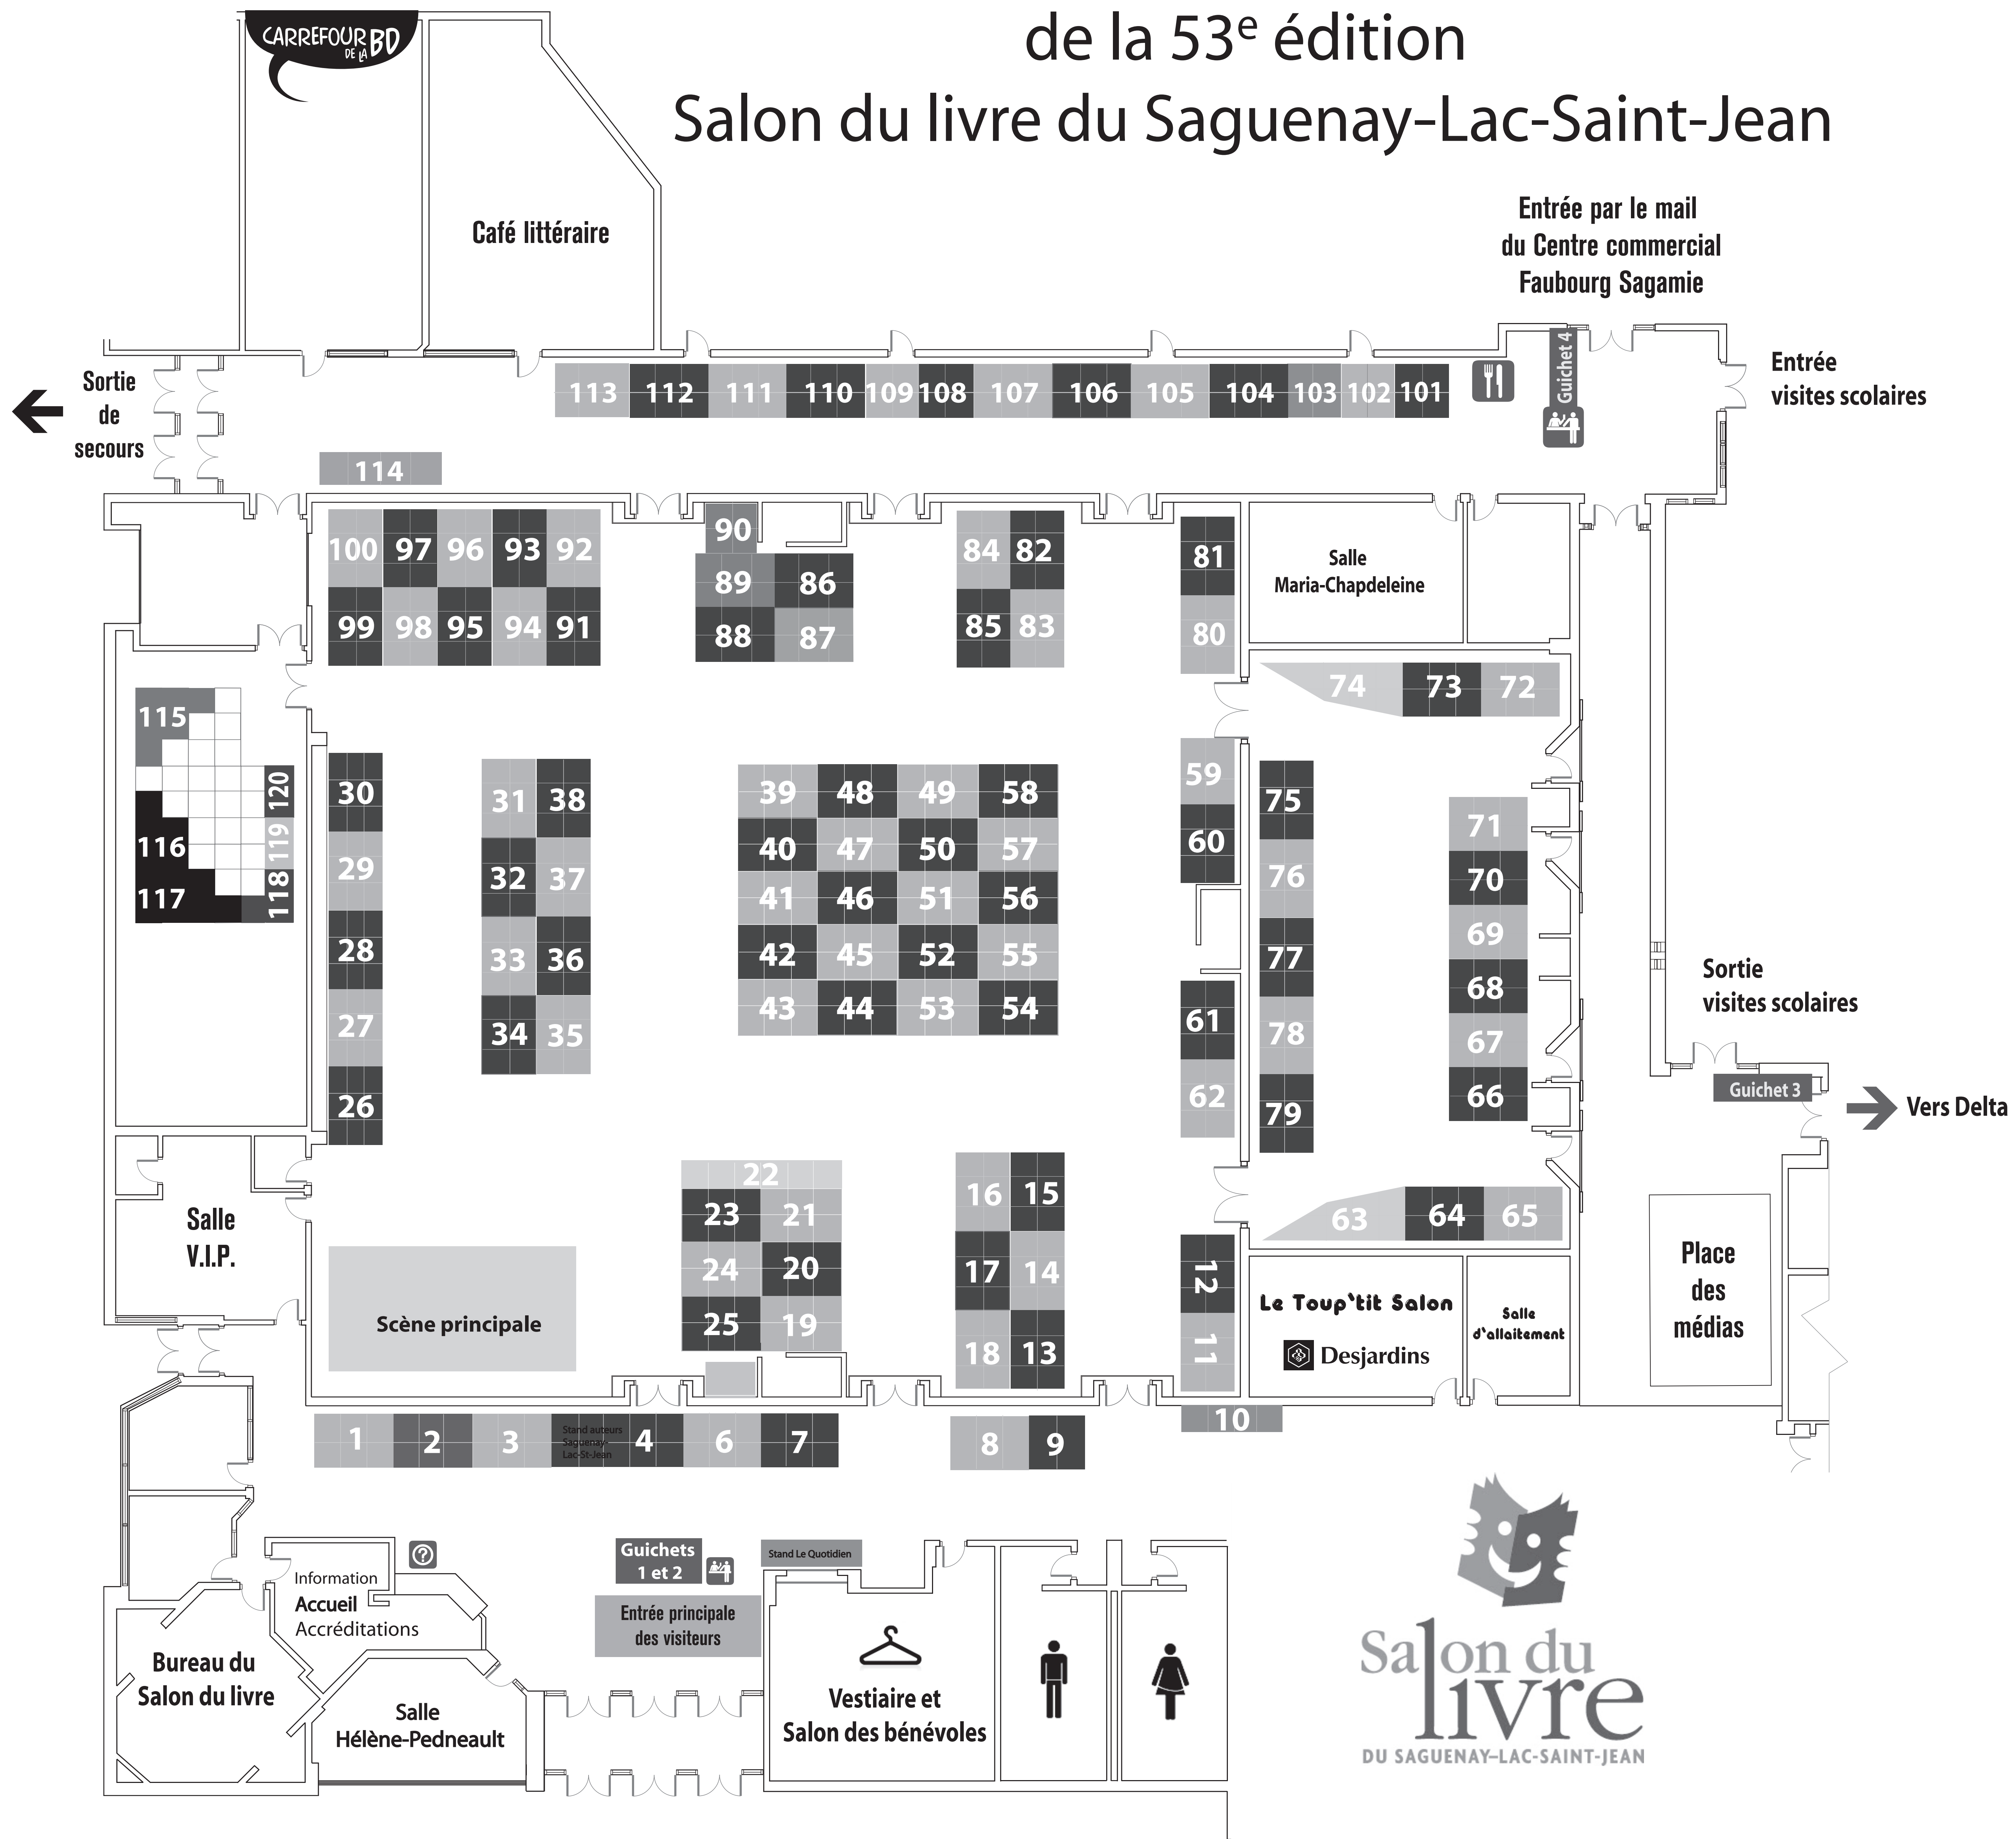 de la 53e édition
Salon du livre du Saguenay–Lac-Saint-Jean
CARREFOUR
DE LA BD
Café littéraire
Entrée par le mail
du Centre commercial
Faubourg Sagamie
Guichet 4
Entrée
visites scolaires
Sortie
de
secours
113 112 111 110 109 108 107 106 105 104 103 102 101
114
100 97 96 93 92
99 98 95 94 91
90
89 86
88 87
84 82
85 83
81
80
Salle
Maria-Chapdeleine
74 73 72
115
116
117
120
119
118
30
29
28
27
26
31 38
32 37
33 36
34 35
39 48 49 58
40 47 50 57
41 46 51 56
42 45 52 55
43 44 53 54
59
60
61
62
75
76
77
78
79
71
70
69
68
67
66
Sortie
visites scolaires
Guichet 3
Vers Delta
Salle
V.I.P.
Scène principale
22
23 21
24 20
25 19
16 15
17 14
18 13
12
11
63 64 65
Le Toup'tit Salon
Desjardins
Salle
d'allaitement
Place
des
médias
1 2 3
Stand auteurs
Saguenay-
Lac-St-Jean
4 6 7
8 9
10
Information
Accueil
Accréditations
?
Guichets
1 et 2
Stand Le Quotidien
Entrée principale
des visiteurs
Bureau du
Salon du livre
Salle
Hélène-Pedneault
Vestiaire et
Salon des bénévoles
Salon du
livre
DU SAGUENAY–LAC-SAINT-JEAN